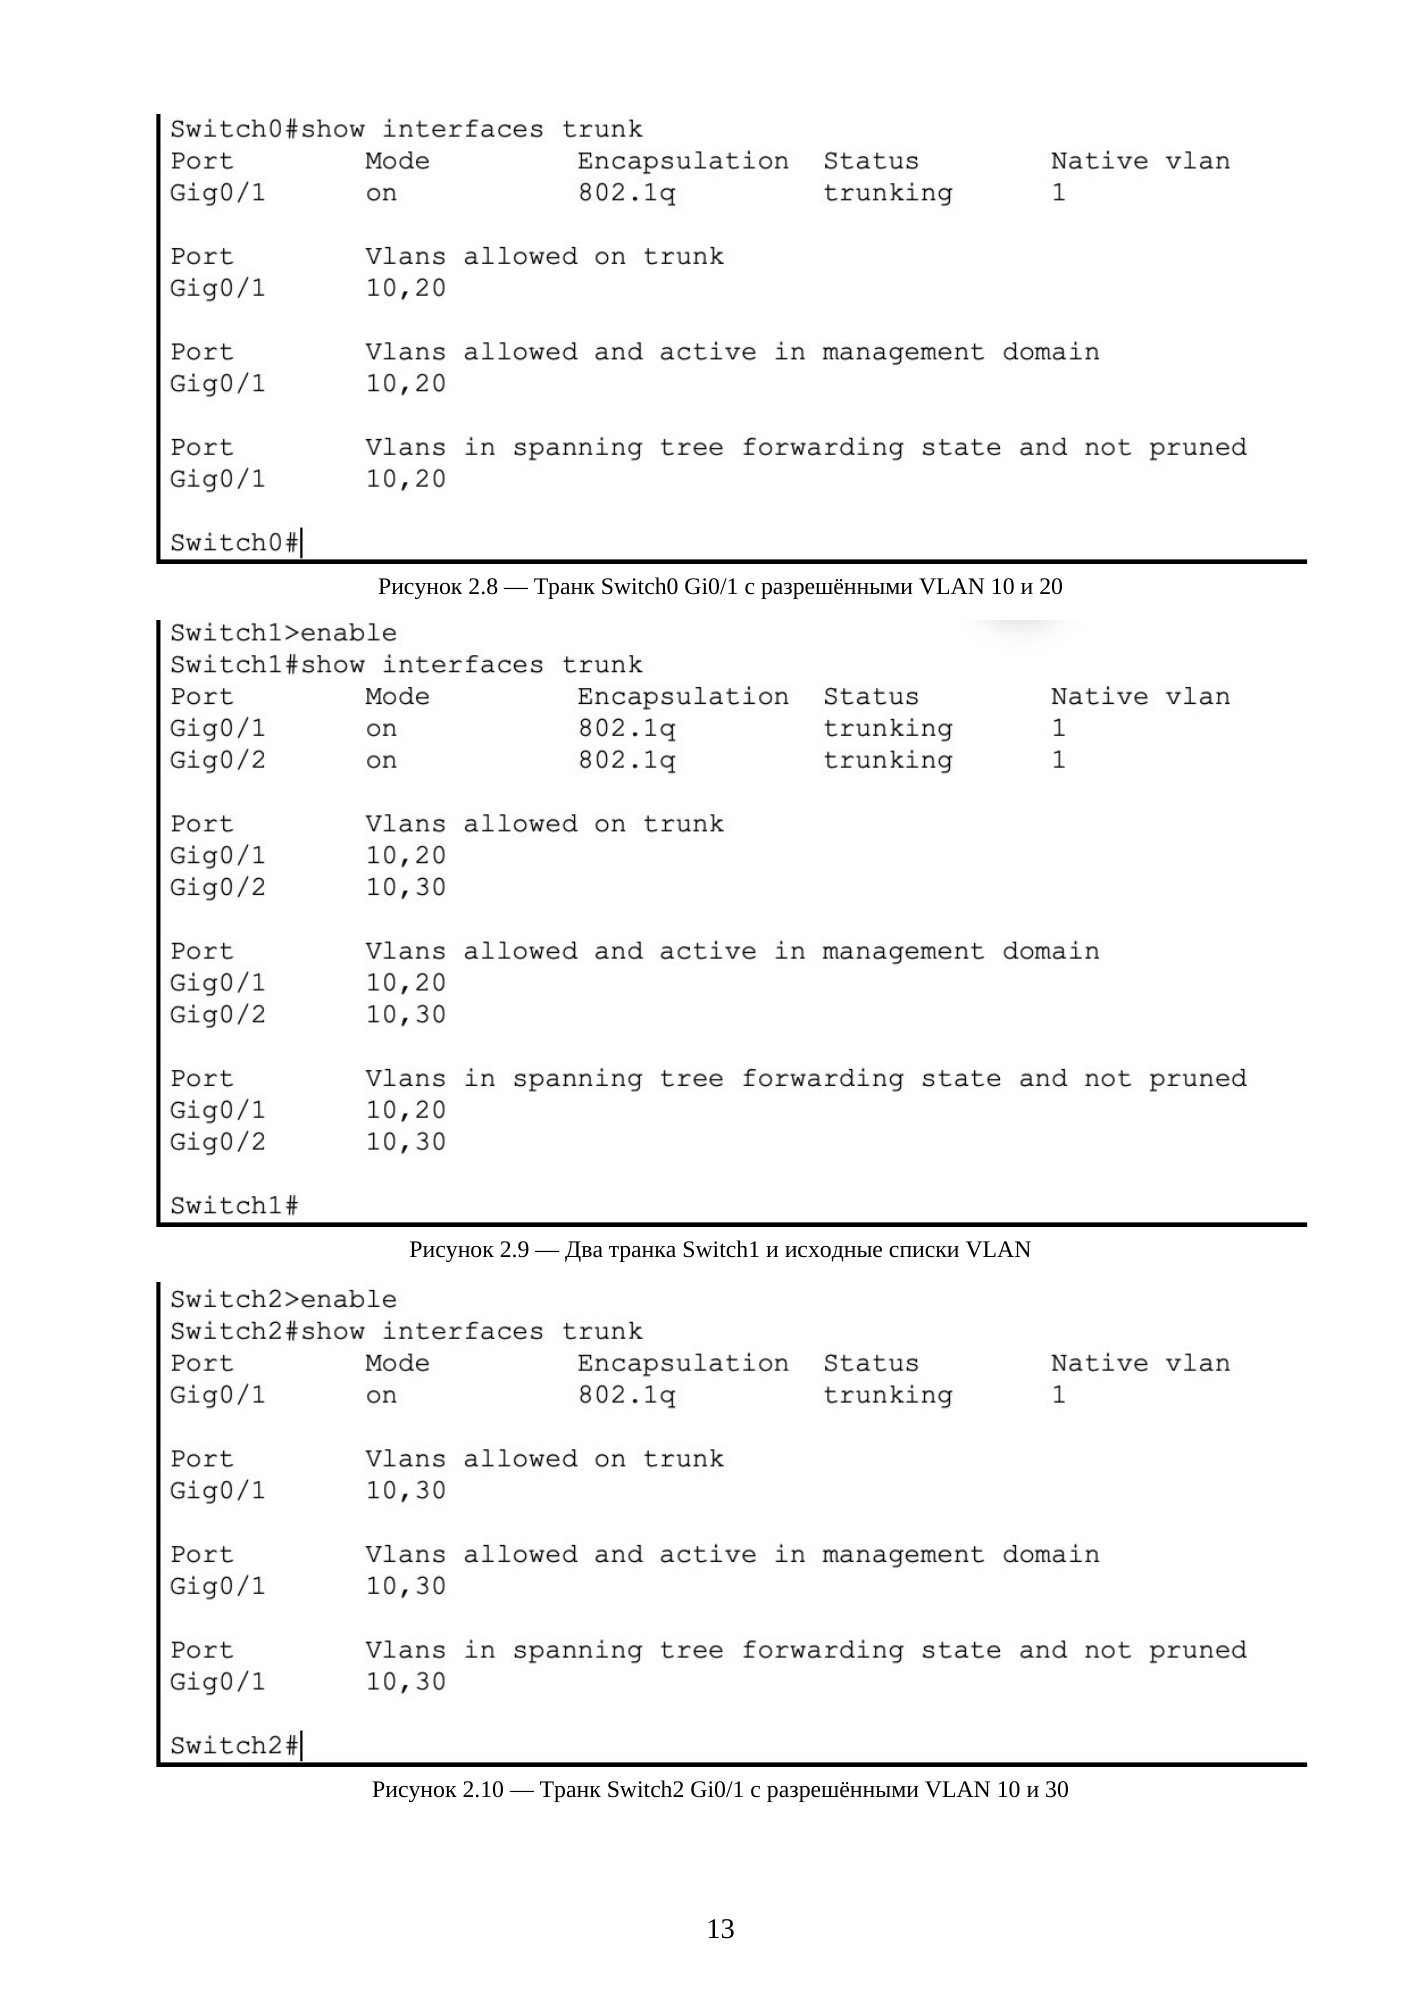 Switch0#show interfaces trunk
Port Mode Encapsulation Status Native vlan
Gig0/1 on 802.1q trunking 1
Port Vlans allowed on trunk
Gig0/1 10,20
Port Vlans allowed and active in management domain
Gig0/1 10,20
Port Vlans in spanning tree forwarding state and not pruned
Gig0/1 10,20
Switch0#
Рисунок 2.8 — Транк Switch0 Gi0/1 с разрешёнными VLAN 10 и 20
Switch1>enable
Switch1#show interfaces trunk
Port Mode Encapsulation Status Native vlan
Gig0/1 on 802.1q trunking 1
Gig0/2 on 802.1q trunking 1
Port Vlans allowed on trunk
Gig0/1 10,20
Gig0/2 10,30
Port Vlans allowed and active in management domain
Gig0/1 10,20
Gig0/2 10,30
Port Vlans in spanning tree forwarding state and not pruned
Gig0/1 10,20
Gig0/2 10,30
Switch1#
Рисунок 2.9 — Два транка Switch1 и исходные списки VLAN
Switch2>enable
Switch2#show interfaces trunk
Port Mode Encapsulation Status Native vlan
Gig0/1 on 802.1q trunking 1
Port Vlans allowed on trunk
Gig0/1 10,30
Port Vlans allowed and active in management domain
Gig0/1 10,30
Port Vlans in spanning tree forwarding state and not pruned
Gig0/1 10,30
Switch2#
Рисунок 2.10 — Транк Switch2 Gi0/1 с разрешёнными VLAN 10 и 30
13